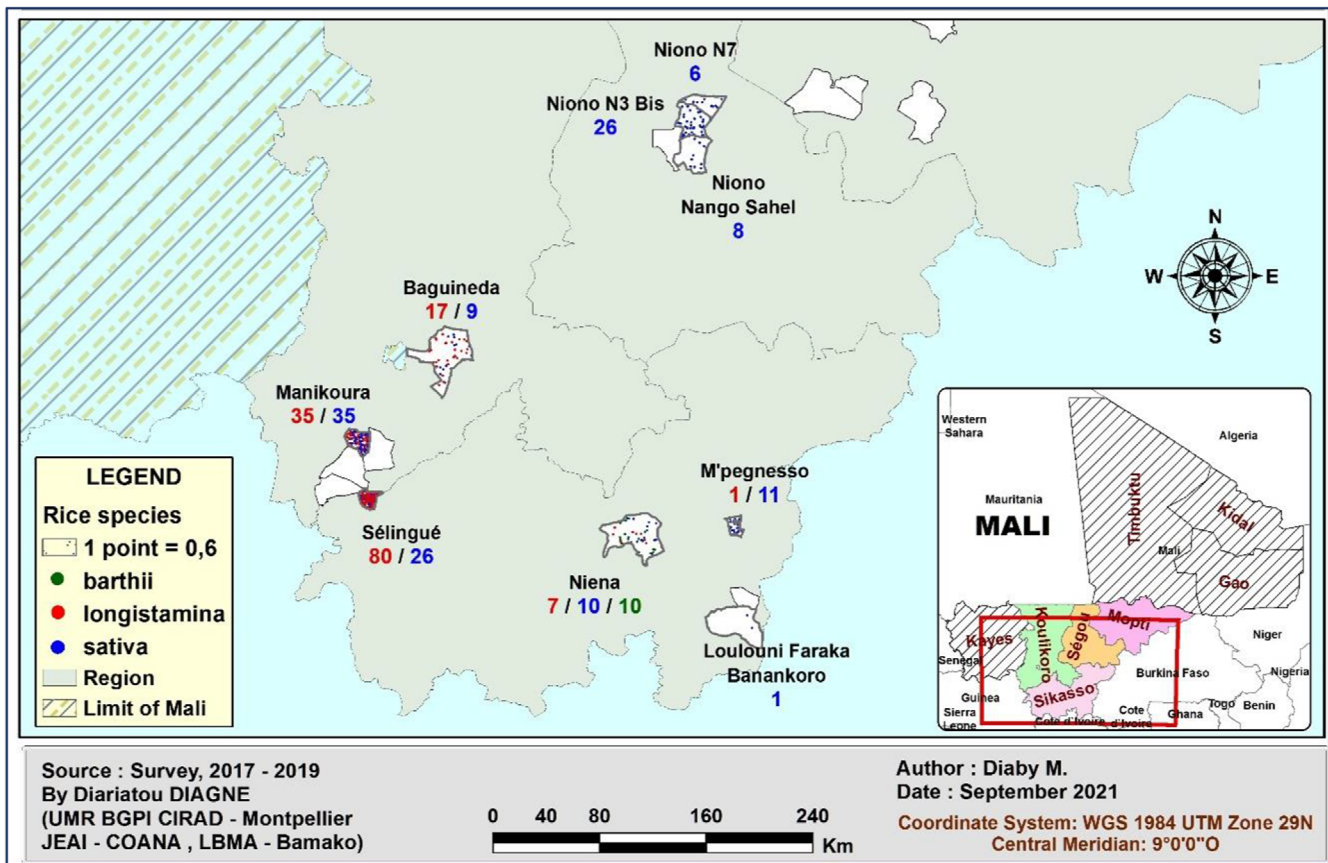 Niono N7
6
Niono N3 Bis
26
Niono
Nango Sahel
8
N
W
E
S
Baguineda
17 / 9
Manikoura
35 / 35
M'pegnesso
1 / 11
Sélingué
80 / 26
Niena
7 / 10 / 10
Loulouni Faraka
Banankoro
1
LEGEND
Rice species
1 point = 0,6
barthii
longistamina
sativa
Region
Limit of Mali
Western
Sahara
Algeria
Mauritania
MALI
Timbuktu
Kidal
Mali
Gao
Kayes
Koulikoro
Ségou
Mopti
Niger
Senegal
Burkina Faso
Nigeria
Guinea
Sikasso
Sierra
Leone
Cote d'Ivoire
Cote
d'Ivoire
Ghana
Togo
Benin
Source : Survey, 2017 - 2019
By Diariatou DIAGNE
(UMR BGPI CIRAD - Montpellier
JEAI - COANA , LBMA - Bamako)
0 40 80 160 240
Km
Author : Diaby M.
Date : September 2021
Coordinate System: WGS 1984 UTM Zone 29N
Central Meridian: 9°0'0"O